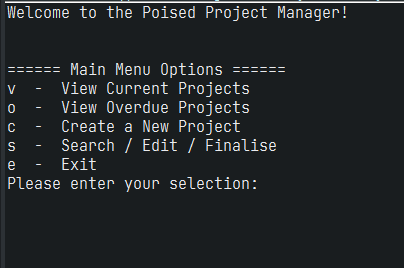 Welcome to the Poised Project Manager!
====== Main Menu Options ======
v  -  View Current Projects
o  -  View Overdue Projects
c  -  Create a New Project
s  -  Search / Edit / Finalise
e  -  Exit
Please enter your selection: